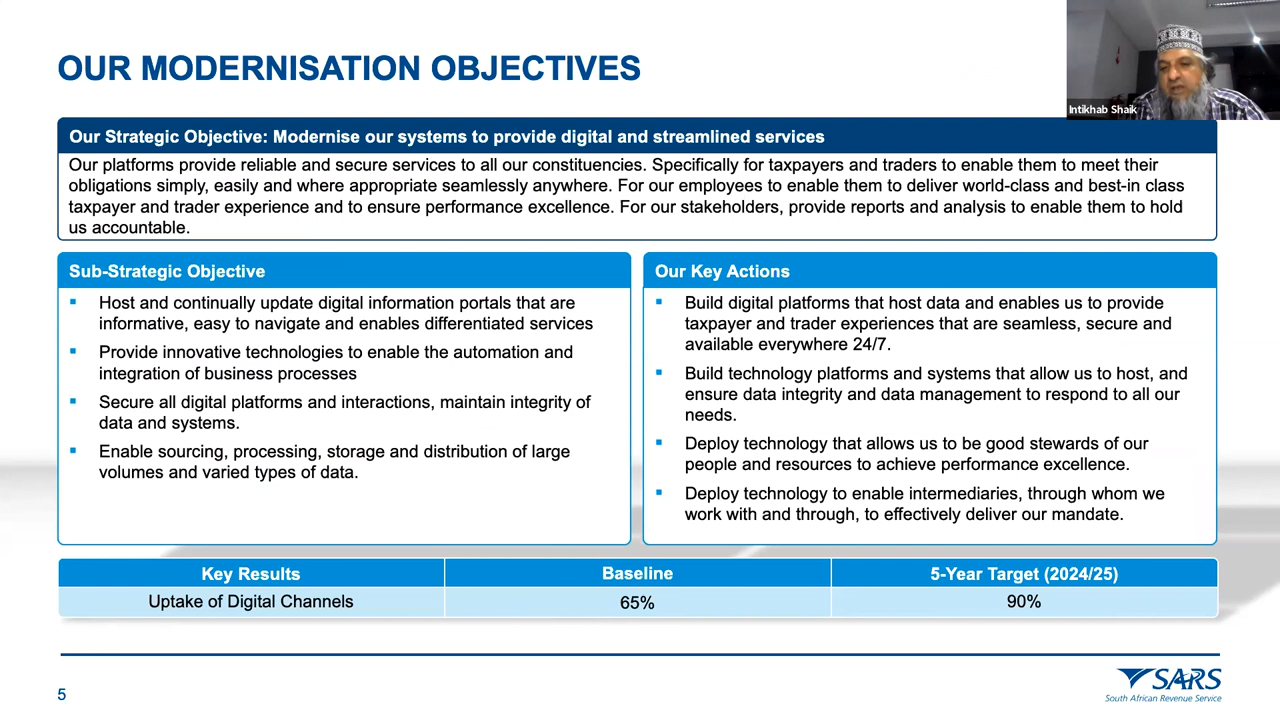 OUR MODERNISATION OBJECTIVES
Intikhab Shaik
Our Strategic Objective: Modernise our systems to provide digital and streamlined services
Our platforms provide reliable and secure services to all our constituencies. Specifically for taxpayers and traders to enable them to meet their
obligations simply, easily and where appropriate seamlessly anywhere. For our employees to enable them to deliver world-class and best-in class
taxpayer and trader experience and to ensure performance excellence. For our stakeholders, provide reports and analysis to enable them to hold
us accountable.
Sub-Strategic Objective
▪ Host and continually update digital information portals that are
informative, easy to navigate and enables differentiated services
▪ Provide innovative technologies to enable the automation and
integration of business processes
▪ Secure all digital platforms and interactions, maintain integrity of
data and systems.
▪ Enable sourcing, processing, storage and distribution of large
volumes and varied types of data.
Our Key Actions
▪ Build digital platforms that host data and enables us to provide
taxpayer and trader experiences that are seamless, secure and
available everywhere 24/7.
▪ Build technology platforms and systems that allow us to host, and
ensure data integrity and data management to respond to all our
needs.
▪ Deploy technology that allows us to be good stewards of our
people and resources to achieve performance excellence.
▪ Deploy technology to enable intermediaries, through whom we
work with and through, to effectively deliver our mandate.
Key Results Baseline 5-Year Target (2024/25)
Uptake of Digital Channels 65% 90%
5
SARS
South African Revenue Service